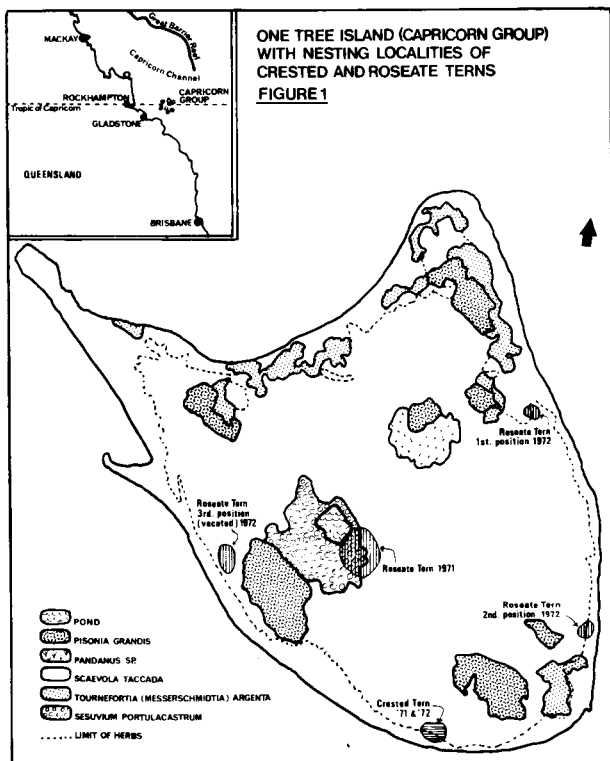 ONE TREE ISLAND (CAPRICORN GROUP)
WITH NESTING LOCALITIES OF
CRESTED AND ROSEATE TERNS
FIGURE 1
MACKAY
Great Barrier Reef
Capricorn Channel
ROCKHAMPTON
CAPRICORN
GROUP
Tropic of Capricorn
GLADSTONE
QUEENSLAND
BRISBANE
Roseate Tern
1st. position 1972
Roseate Tern
3rd. position
(vacated) 1972
Roseate Tern 1971
Roseate Tern
2nd. position 1972
Crested Tern
'71 & '72
POND
PISONIA GRANDIS
PANDANUS SP.
SCAEVOLA TACCADA
TOURNEFORTIA (MESSERSCHMIDTIA) ARGENTA
SESUVIUM PORTULACASTRUM
LIMIT OF HERBS